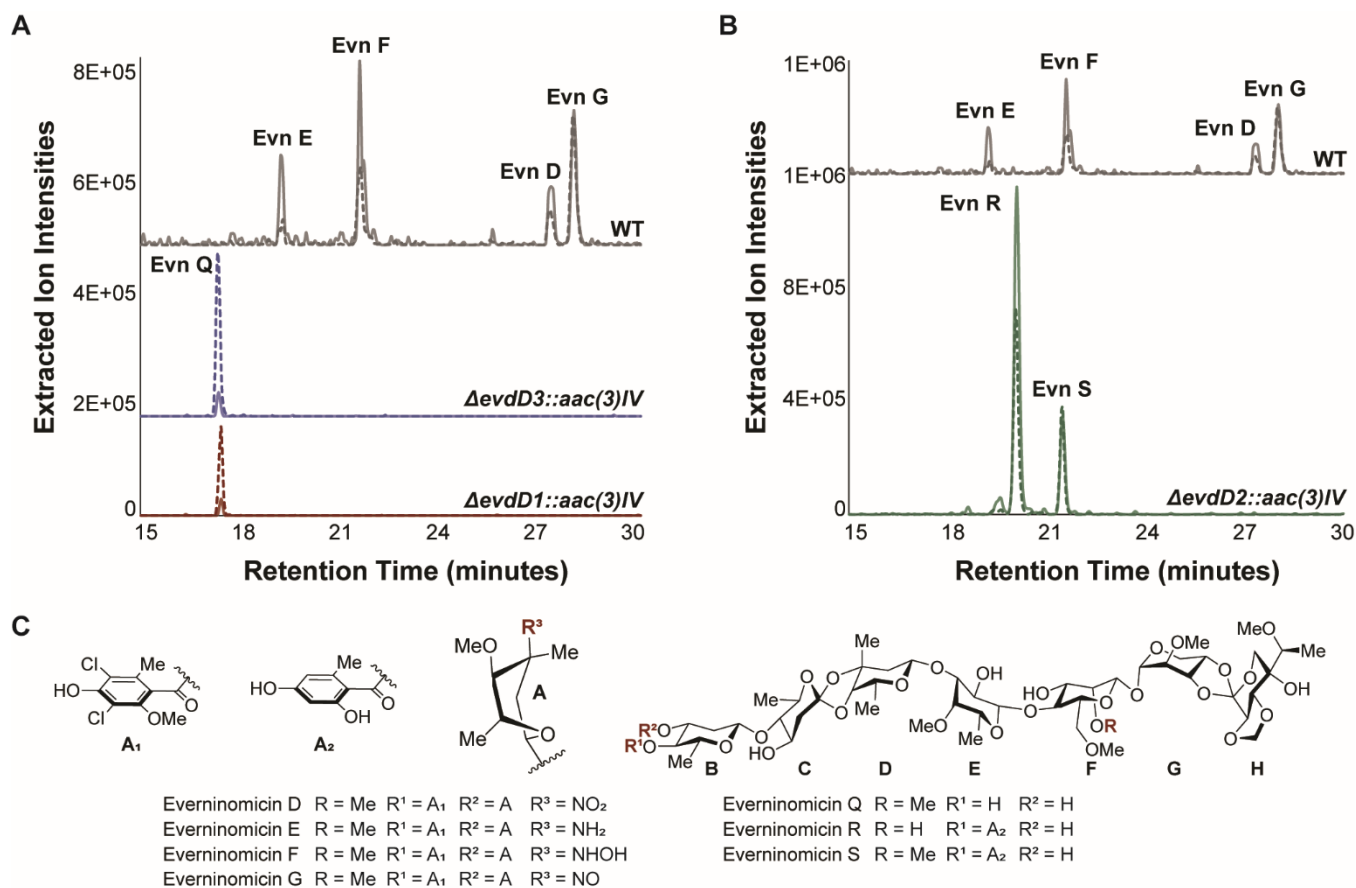 A
Extracted Ion Intensities
8E+05
6E+05
4E+05
2E+05
0
Evn E
Evn F
Evn D
Evn G
WT
Evn Q
ΔevdD3::aac(3)IV
ΔevdD1::aac(3)IV
15 18 21 24 27 30
Retention Time (minutes)
B
Extracted Ion Intensities
1E+06
1E+06
8E+05
4E+05
0
Evn E
Evn F
Evn D
Evn G
WT
Evn R
Evn S
ΔevdD2::aac(3)IV
15 18 21 24 27 30
Retention Time (minutes)
C
Cl Me
HO O
Cl OMe
A₁
Me
HO O
OH
A₂
R³
MeO
Me
A
Me O
R²O
R¹O
Me O
B
Me O
O
HO
C
Me
O O
O Me
D
O OH
MeO Me O
E
HO O
O OR
OMe
F
O OMe
O O
G
MeO
Me
O OH
O O
H
Everninomicin D R = Me R¹ = A₁ R² = A R³ = NO₂
Everninomicin E R = Me R¹ = A₁ R² = A R³ = NH₂
Everninomicin F R = Me R¹ = A₁ R² = A R³ = NHOH
Everninomicin G R = Me R¹ = A₁ R² = A R³ = NO
Everninomicin Q R = Me R¹ = H R² = H
Everninomicin R R = H R¹ = A₂ R² = H
Everninomicin S R = Me R¹ = A₂ R² = H